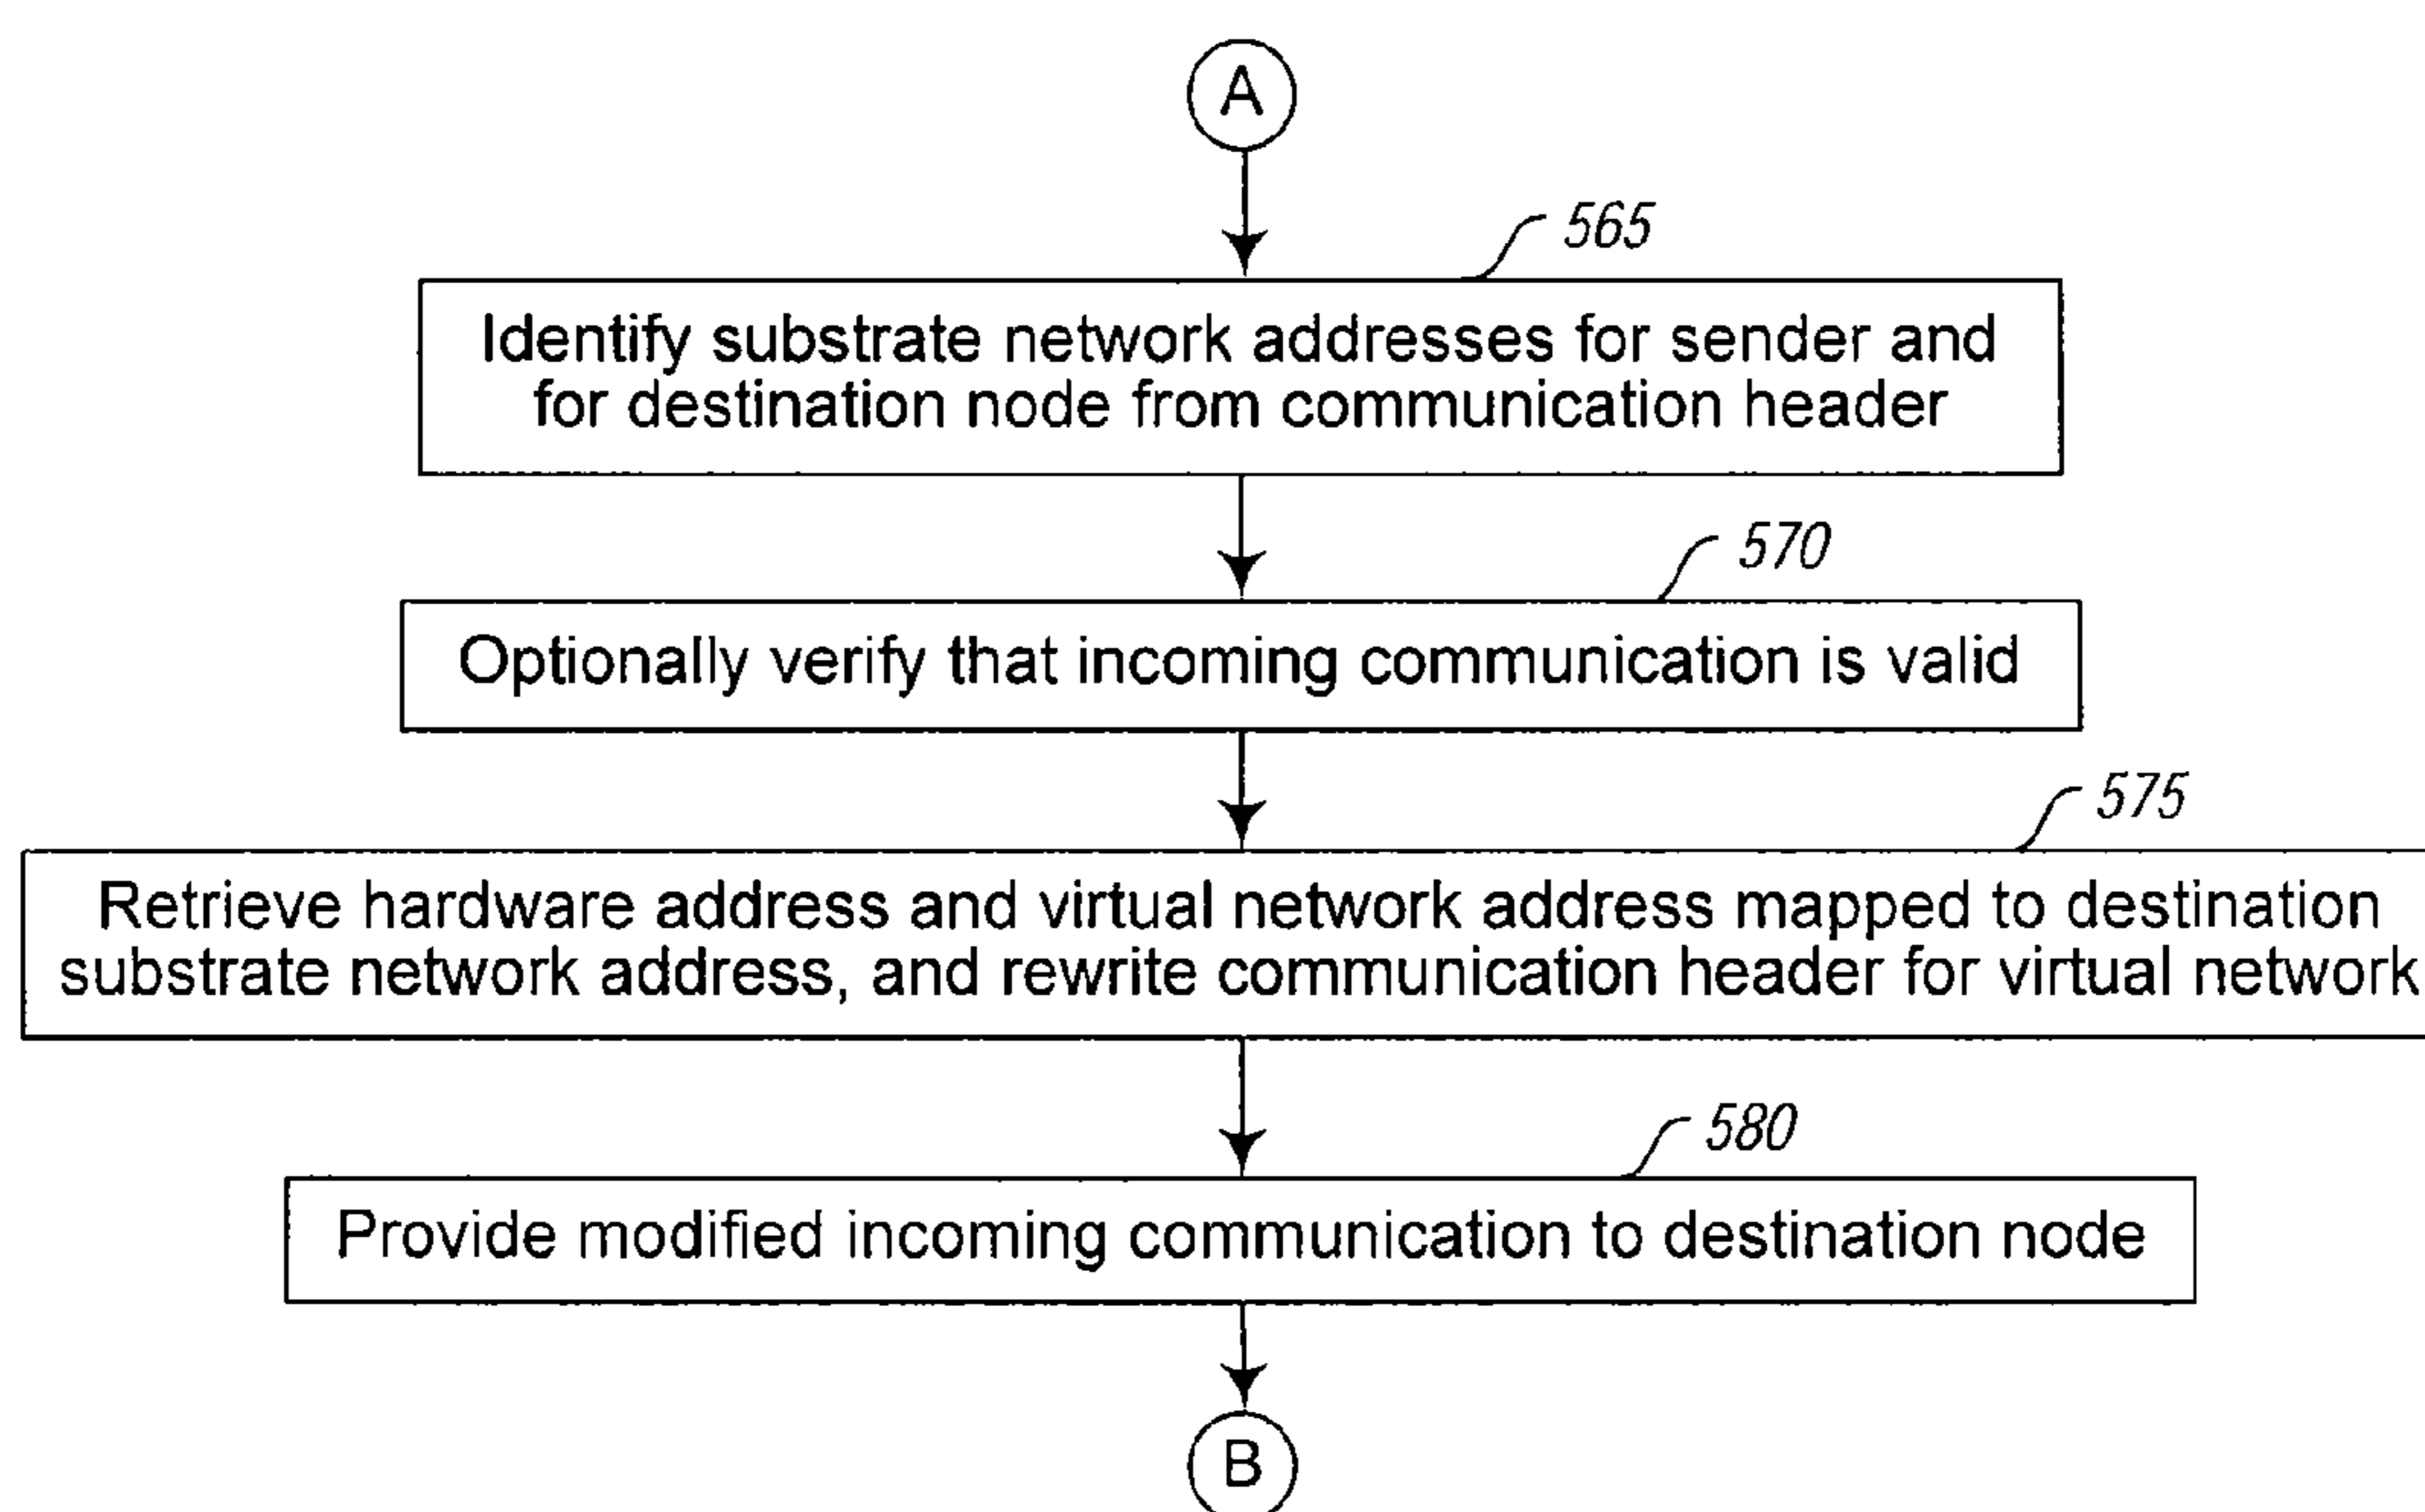 A
565
Identify substrate network addresses for sender and
for destination node from communication header
570
Optionally verify that incoming communication is valid
575
Retrieve hardware address and virtual network address mapped to destination
substrate network address, and rewrite communication header for virtual network
580
Provide modified incoming communication to destination node
B